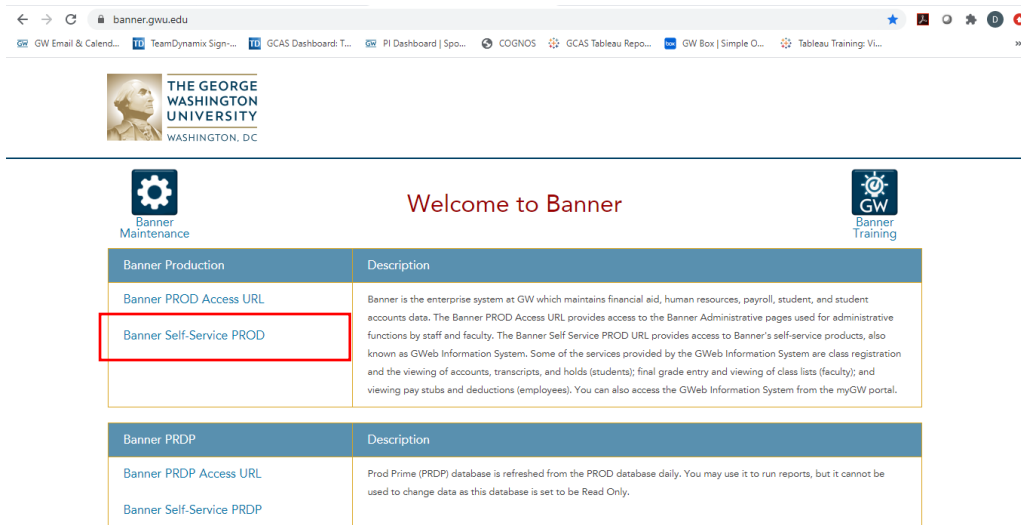 banner.gwu.edu
GW Email & Calend... TeamDynamix Sign-... GCAS Dashboard: T... PI Dashboard | Spo... COGNOS GCAS Tableau Repo... GW Box | Simple O... Tableau Training: Vi... »
THE GEORGE
WASHINGTON
UNIVERSITY
WASHINGTON, DC
Banner
Maintenance
Welcome to Banner
GW
Banner
Training
Banner Production
Description
Banner PROD Access URL
Banner Self-Service PROD
Banner is the enterprise system at GW which maintains financial aid, human resources, payroll, student, and student
accounts data. The Banner PROD Access URL provides access to the Banner Administrative pages used for administrative
functions by staff and faculty. The Banner Self Service PROD URL provides access to Banner's self-service products, also
known as GWeb Information System. Some of the services provided by the GWeb Information System are class registration
and the viewing of accounts, transcripts, and holds (students); final grade entry and viewing of class lists (faculty); and
viewing pay stubs and deductions (employees). You can also access the GWeb Information System from the myGW portal.
Banner PRDP
Description
Banner PRDP Access URL
Banner Self-Service PRDP
Prod Prime (PRDP) database is refreshed from the PROD database daily. You may use it to run reports, but it cannot be
used to change data as this database is set to be Read Only.